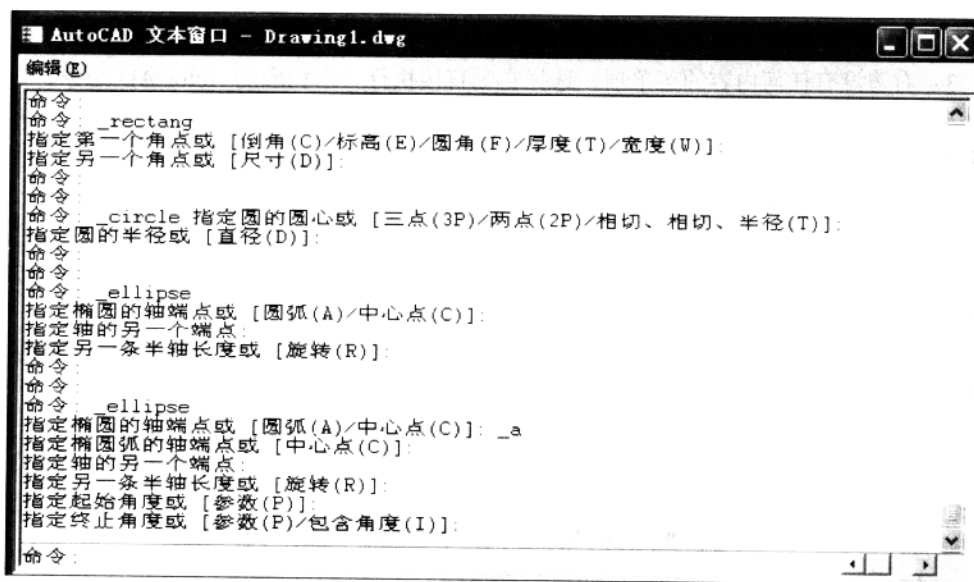 AutoCAD 文本窗口 - Drawing1.dwg
编辑(E)
命令:
命令: _rectang
指定第一个角点或 [倒角(C)/标高(E)/圆角(F)/厚度(T)/宽度(W)]:
指定另一个角点或 [尺寸(D)]:
命令:
命令:
命令: _circle 指定圆的圆心或 [三点(3P)/两点(2P)/相切、相切、半径(T)]:
指定圆的半径或 [直径(D)]:
命令:
命令:
命令: _ellipse
指定椭圆的轴端点或 [圆弧(A)/中心点(C)]:
指定轴的另一个端点:
指定另一条半轴长度或 [旋转(R)]:
命令:
命令:
命令: _ellipse
指定椭圆的轴端点或 [圆弧(A)/中心点(C)]: _a
指定椭圆弧的轴端点或 [中心点(C)]:
指定轴的另一个端点:
指定另一条半轴长度或 [旋转(R)]:
指定起始角度或 [参数(P)]:
指定终止角度或 [参数(P)/包含角度(I)]:
命令: